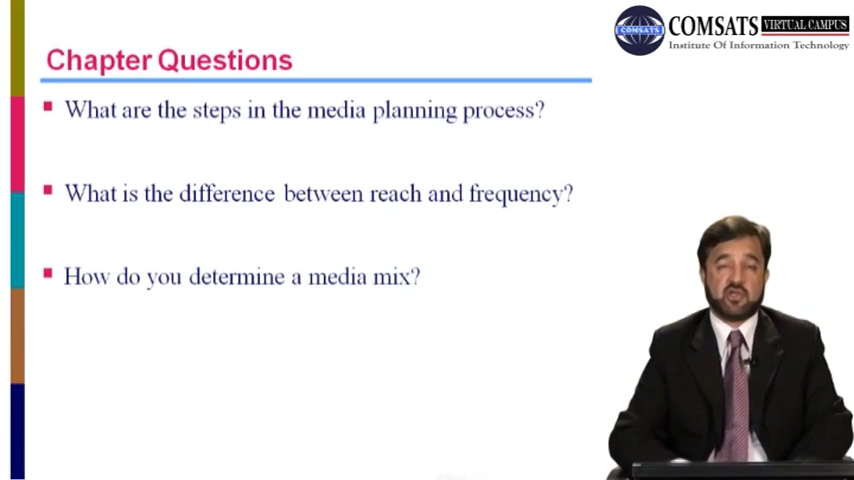 COMSATS VIRTUAL CAMPUS
COMSATS
Institute Of Information Technology
Chapter Questions
What are the steps in the media planning process?
What is the difference between reach and frequency?
How do you determine a media mix?